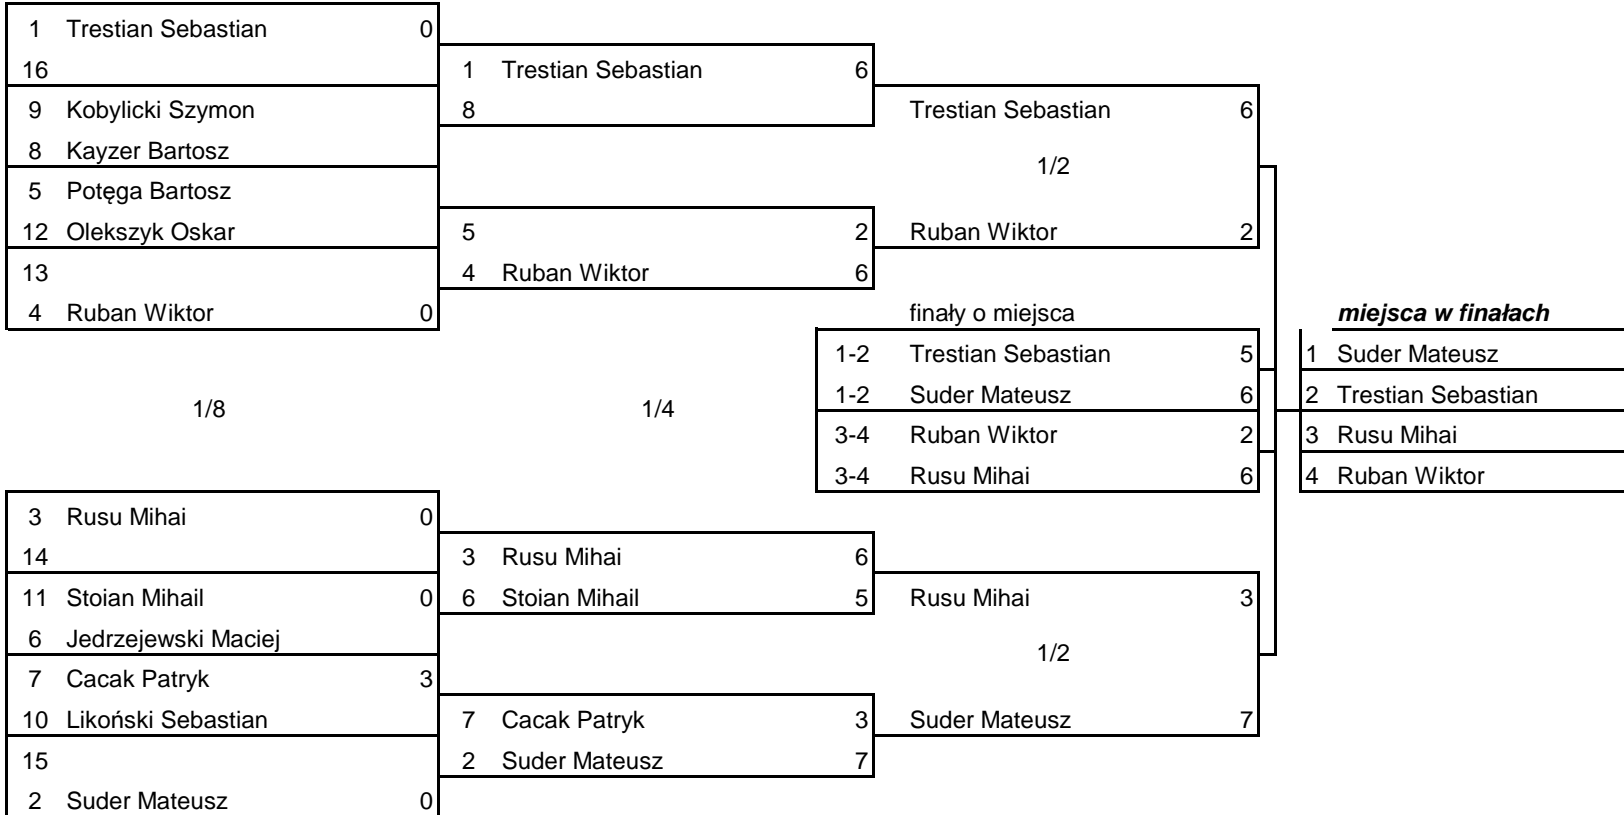 1 Trestian Sebastian 0
16
1 Trestian Sebastian 6
9 Kobylicki Szymon
8
Trestian Sebastian 6
8 Kayzer Bartosz
1/2
5 Potęga Bartosz
12 Olekszyk Oskar
5 2
Ruban Wiktor 2
13
4 Ruban Wiktor 6
4 Ruban Wiktor 0
finały o miejsca
miejsca w finałach
1-2 Trestian Sebastian 5
1 Suder Mateusz
1/8
1/4
1-2 Suder Mateusz 6
2 Trestian Sebastian
3-4 Ruban Wiktor 2
3 Rusu Mihai
3-4 Rusu Mihai 6
4 Ruban Wiktor
3 Rusu Mihai 0
14
3 Rusu Mihai 6
11 Stoian Mihail 0
6 Stoian Mihail 5
Rusu Mihai 3
6 Jedrzejewski Maciej
1/2
7 Cacak Patryk 3
10 Likoński Sebastian
7 Cacak Patryk 3
Suder Mateusz 7
15
2 Suder Mateusz 7
2 Suder Mateusz 0